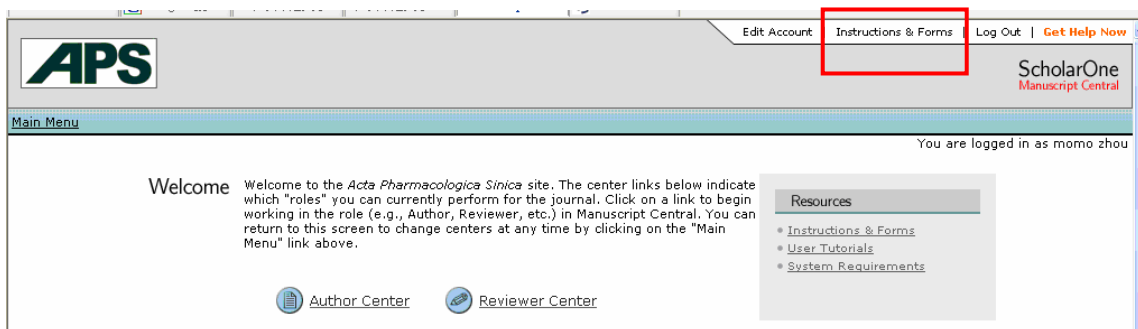 Edit Account Instructions & Forms | Log Out | Get Help Now
APS
ScholarOne
Manuscript Central
Main Menu
You are logged in as momo zhou
Welcome
Welcome to the Acta Pharmacologica Sinica site. The center links below indicate
which "roles" you can currently perform for the journal. Click on a link to begin
working in the role (e.g., Author, Reviewer, etc.) in Manuscript Central. You can
return to this screen to change centers at any time by clicking on the "Main
Menu" link above.
Resources
Instructions & Forms
User Tutorials
System Requirements
Author Center
Reviewer Center